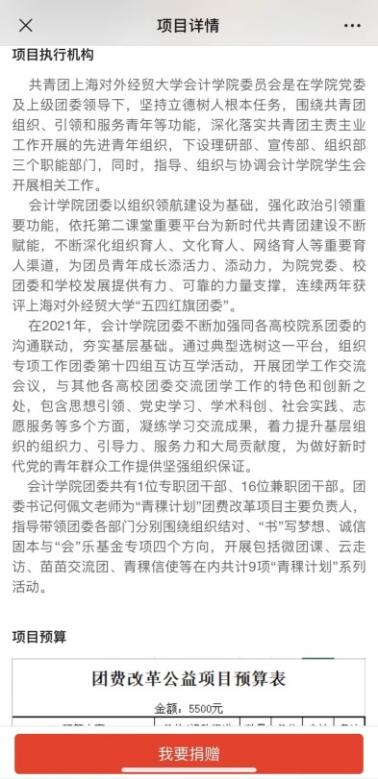 项目详情
项目执行机构
共青团上海对外经贸大学会计学院委员会是在学院党委
及上级团委领导下，坚持立德树人根本任务，围绕共青团
组织、引领和服务青年等功能，深化落实共青团主责主业
工作开展的先进青年组织，下设理研部、宣传部、组织部
三个职能部门，同时，指导、组织与协调会计学院学生会
开展相关工作。
会计学院团委以组织领航建设为基础，强化政治引领重
要功能，依托第二课堂重要平台为新时代共青团建设不断
赋能，不断深化组织育人、文化育人、网络育人等重要育
人渠道，为团员青年成长添活力、添动力，为院党委、校
团委和学校发展提供有力、可靠的力量支撑，连续两年获
评上海对外经贸大学“五四红旗团委”。
在2021年，会计学院团委不断加强同各高校院系团委的
沟通联动，夯实基层基础。通过典型选树这一平台，组织
专项工作团委第十四组互访互学活动，开展团学工作交流
会议，与其他各高校团委交流团学工作的特色和创新之
处，包含思想引领、党史学习、学术科创、社会实践、志
愿服务等多个方面，凝练学习交流成果，着力提升基层组
织的组织力、引导力、服务力和大局贡献度，为做好新时
代党的青年群众工作提供坚强组织保证。
会计学院团委共有1位专职团干部、16位兼职团干部。团
委书记何佩文老师为“青稞计划”团费改革项目主要负责人，
指导带领团委各部门分别围绕组织结对、“书”写梦想、诚信
固本与“会”乐基金专项四个方向，开展包括微团课、云走
访、苗苗交流团、青稞信使等在内共计9项“青稞计划”系列
活动。
项目预算
团费改革公益项目预算表
金额：5500元
我要捐赠